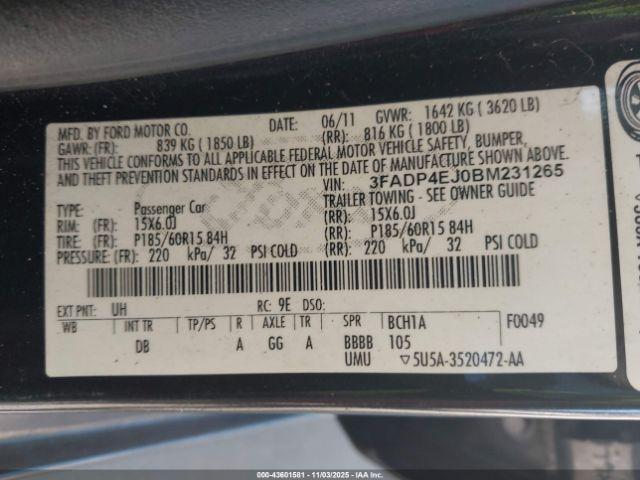 MFD. BY FORD MOTOR CO. DATE: 06/11 GVWR: 1642 KG ( 3620 LB)
GAWR: (FR): 839 KG ( 1850 LB) (RR): 816 KG ( 1800 LB)
THIS VEHICLE CONFORMS TO ALL APPLICABLE FEDERAL MOTOR VEHICLE SAFETY, BUMPER,
AND THEFT PREVENTION STANDARDS IN EFFECT ON THE DATE OF MANUFACTURE SHOWN ABOVE.
VIN: 3FADP4EJ0BM231265
TYPE: Passenger Car TRAILER TOWING - SEE OWNER GUIDE
RIM: (FR): 15X6.0J (RR): 15X6.0J
TIRE: (FR): P185/60R15 84H (RR): P185/60R15 84H
PRESSURE: (FR): 220 kPa/ 32 PSI COLD (RR): 220 kPa/ 32 PSI COLD
EXT PNT: UH RC: 9E DSO: F0049
WB INT TR TP/PS R AXLE TR SPR BCH1A
DB A GG A BBBB 105
UMU ▽5U5A-3520472-AA
000-43601581 - 11/03/2025 - IAAI.com